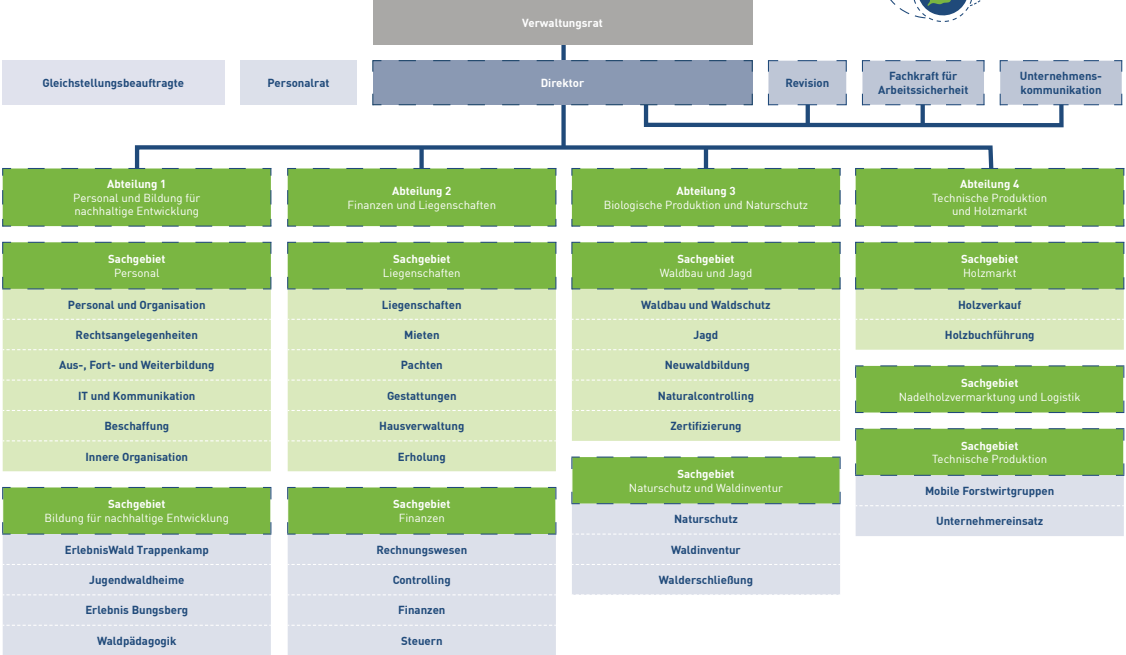 Verwaltungsrat
Gleichstellungsbeauftragte
Personalrat
Direktor
Revision
Fachkraft für
Arbeitssicherheit
Unternehmens-
kommunikation
Abteilung 1
Personal und Bildung für
nachhaltige Entwicklung
Sachgebiet
Personal
Personal und Organisation
Rechtsangelegenheiten
Aus-, Fort- und Weiterbildung
IT und Kommunikation
Beschaffung
Innere Organisation
Sachgebiet
Bildung für nachhaltige Entwicklung
ErlebnisWald Trappenkamp
Jugendwaldheime
Erlebnis Bungsberg
Waldpädagogik
Abteilung 2
Finanzen und Liegenschaften
Sachgebiet
Liegenschaften
Liegenschaften
Mieten
Pachten
Gestattungen
Hausverwaltung
Erholung
Sachgebiet
Finanzen
Rechnungswesen
Controlling
Finanzen
Steuern
Abteilung 3
Biologische Produktion und Naturschutz
Sachgebiet
Waldbau und Jagd
Waldbau und Waldschutz
Jagd
Neuwaldbildung
Naturalcontrolling
Zertifizierung
Sachgebiet
Naturschutz und Waldinventur
Naturschutz
Waldinventur
Walderschließung
Abteilung 4
Technische Produktion
und Holzmarkt
Sachgebiet
Holzmarkt
Holzverkauf
Holzbuchführung
Sachgebiet
Nadelholzvermarktung und Logistik
Sachgebiet
Technische Produktion
Mobile Forstwirtgruppen
Unternehmereinsatz